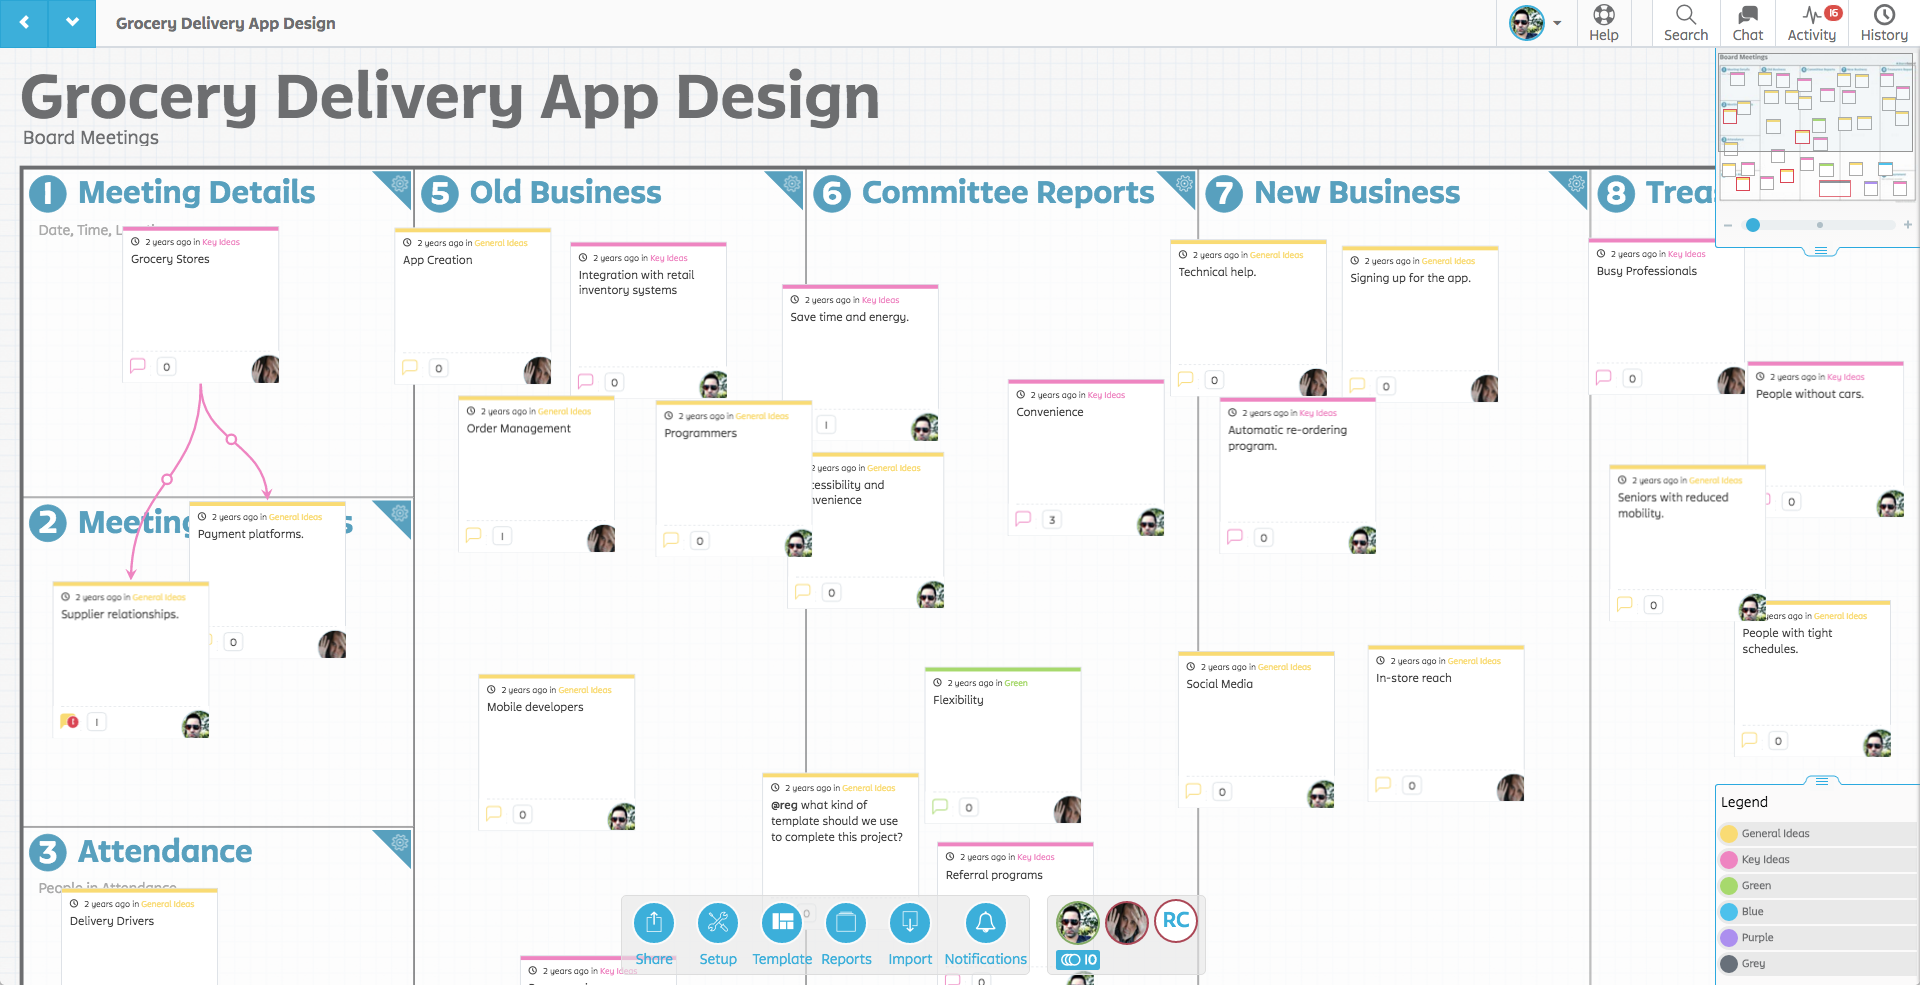 Grocery Delivery App Design
Help
Search
Chat
16
Activity
History
Grocery Delivery App Design
Board Meetings
Board Meetings
1 Meeting Details
5 Old Business
6 Committee Reports
7 New Business
8 Trea
Date, Time, L
2 years ago in Key Ideas
Grocery Stores
0
2 years ago in General Ideas
App Creation
0
2 years ago in Key Ideas
Integration with retail
inventory systems
0
2 years ago in Key Ideas
Save time and energy.
1
2 years ago in General Ideas
Technical help.
0
2 years ago in General Ideas
Signing up for the app.
0
2 years ago in Key Ideas
Busy Professionals
0
2 years ago in Key Ideas
People without cars.
0
2 years ago in General Ideas
Order Management
1
2 years ago in General Ideas
Programmers
0
2 years ago in General Ideas
cessibility and
nvenience
0
2 years ago in Key Ideas
Convenience
3
2 years ago in Key Ideas
Automatic re-ordering
program.
0
2 years ago in General Ideas
Seniors with reduced
mobility.
0
years ago in General Ideas
People with tight
schedules.
0
2 Meeting s
2 years ago in General Ideas
Payment platforms.
0
2 years ago in General Ideas
Supplier relationships.
1
2 years ago in General Ideas
Mobile developers
0
2 years ago in Green
Flexibility
0
2 years ago in General Ideas
Social Media
0
2 years ago in General Ideas
In-store reach
0
2 years ago in General Ideas
@reg what kind of
template should we use
to complete this project?
0
2 years ago in Key Ideas
Referral programs
0
3 Attendance
People in Attendance
2 years ago in General Ideas
Delivery Drivers
2 years ago in Key Ideas
Share
Setup
Template
Reports
Import
Notifications
RC
10
Legend
General Ideas
Key Ideas
Green
Blue
Purple
Grey